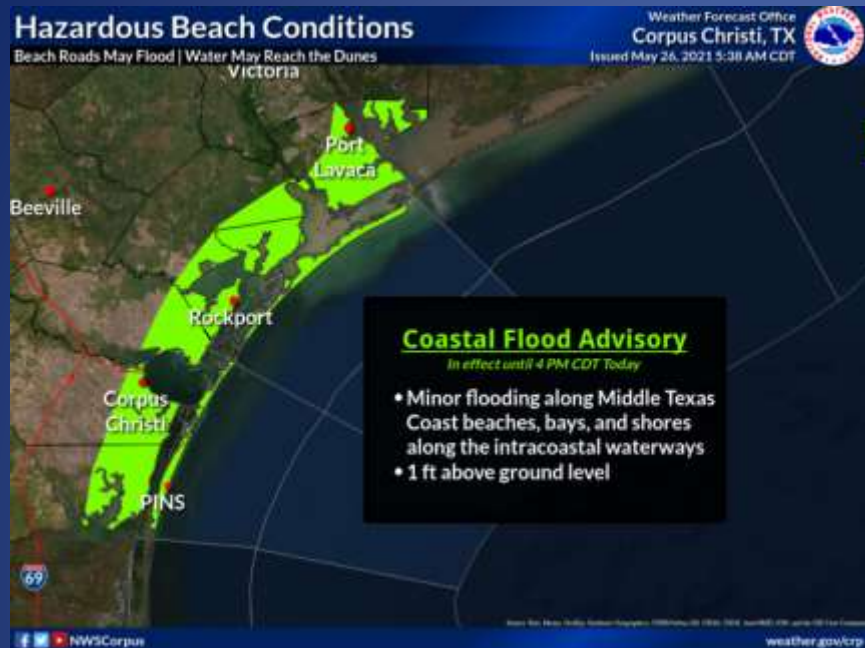 Hazardous Beach Conditions
Beach Roads May Flood | Water May Reach the Dunes
Weather Forecast Office
Corpus Christi, TX
Issued May 26, 2021 5:38 AM CDT
Victoria
Port
Lavaca
Beeville
Rockport
Coastal Flood Advisory
In effect until 4 PM CDT Today
• Minor flooding along Middle Texas
Coast beaches, bays, and shores
along the intracoastal waterways
• 1 ft above ground level
Corpus
Christi
PINS
69
NWSCorpus
weather.gov/crp